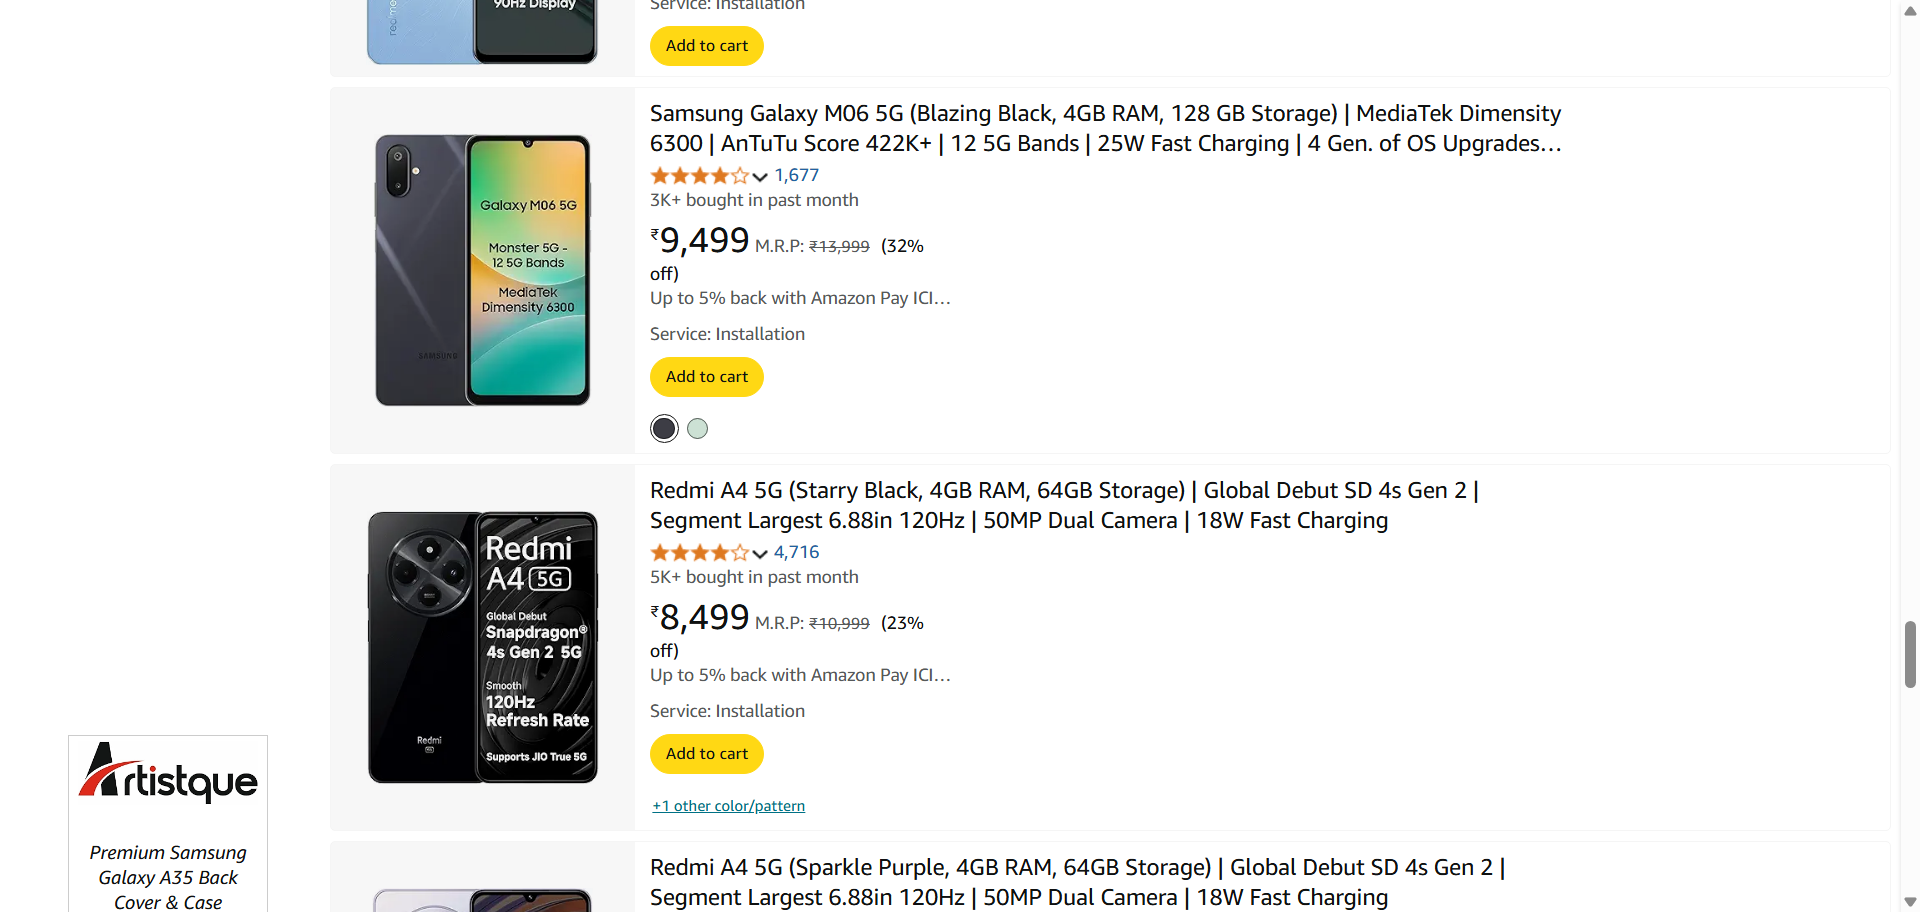 redmi
90Hz Display
Service: Installation
Add to cart
Samsung Galaxy M06 5G (Blazing Black, 4GB RAM, 128 GB Storage) | MediaTek Dimensity
6300 | AnTuTu Score 422K+ | 12 5G Bands | 25W Fast Charging | 4 Gen. of OS Upgrades…
1,677
3K+ bought in past month
₹9,499 M.R.P: ₹13,999 (32%
off)
Up to 5% back with Amazon Pay ICI…
Service: Installation
Add to cart
Galaxy M06 5G
Monster 5G -
12 5G Bands
MediaTek
Dimensity 6300
SAMSUNG
Redmi A4 5G (Starry Black, 4GB RAM, 64GB Storage) | Global Debut SD 4s Gen 2 |
Segment Largest 6.88in 120Hz | 50MP Dual Camera | 18W Fast Charging
4,716
5K+ bought in past month
₹8,499 M.R.P: ₹10,999 (23%
off)
Up to 5% back with Amazon Pay ICI…
Service: Installation
Add to cart
+1 other color/pattern
Redmi
A4 5G
Global Debut
Snapdragon®
4s Gen 2 5G
Smooth
120Hz
Refresh Rate
Supports JIO True 5G
Redmi
5G
Redmi A4 5G (Sparkle Purple, 4GB RAM, 64GB Storage) | Global Debut SD 4s Gen 2 |
Segment Largest 6.88in 120Hz | 50MP Dual Camera | 18W Fast Charging
Artistque
Premium Samsung
Galaxy A35 Back
Cover & Case